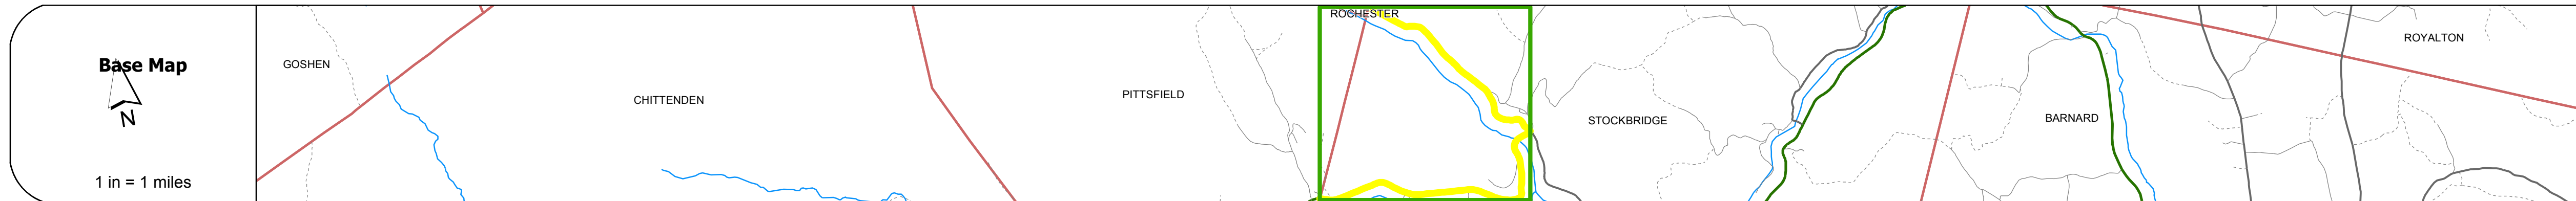 Base Map
N
1 in = 1 miles
GOSHEN
CHITTENDEN
PITTSFIELD
ROCHESTER
STOCKBRIDGE
BARNARD
ROYALTON